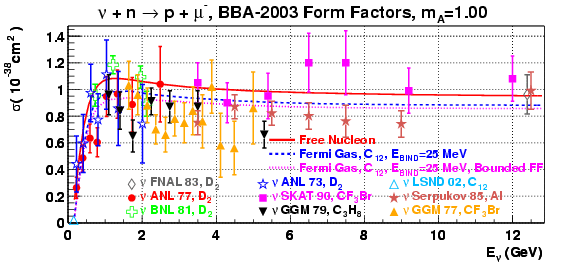 ν + n → p + μ⁻, BBA-2003 Form Factors, m_A=1.00
σ( 10⁻³⁸ cm²)
1.4
1.2
1
0.8
0.6
0.4
0.2
0
Free Nucleon
Fermi Gas, C₁₂, E_BIND=25 MeV
Fermi Gas, C₁₂, E_BIND=25 MeV, Bounded FF
ν FNAL 83, D₂
ν ANL 73, D₂
ν LSND 02, C₁₂
ν ANL 77, D₂
ν SKAT 90, CF₃Br
ν Serpukov 85, Al
ν BNL 81, D₂
ν GGM 79, C₃H₈
ν GGM 77, CF₃Br
0 2 4 6 8 10 12
E_ν (GeV)